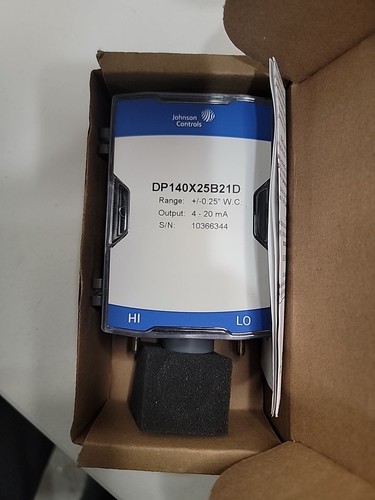 Johnson
Controls
DP140X25B21D
Range: +/-0.25" W.C
Output: 4 - 20 mA
S/N: 10366344
HI
LO